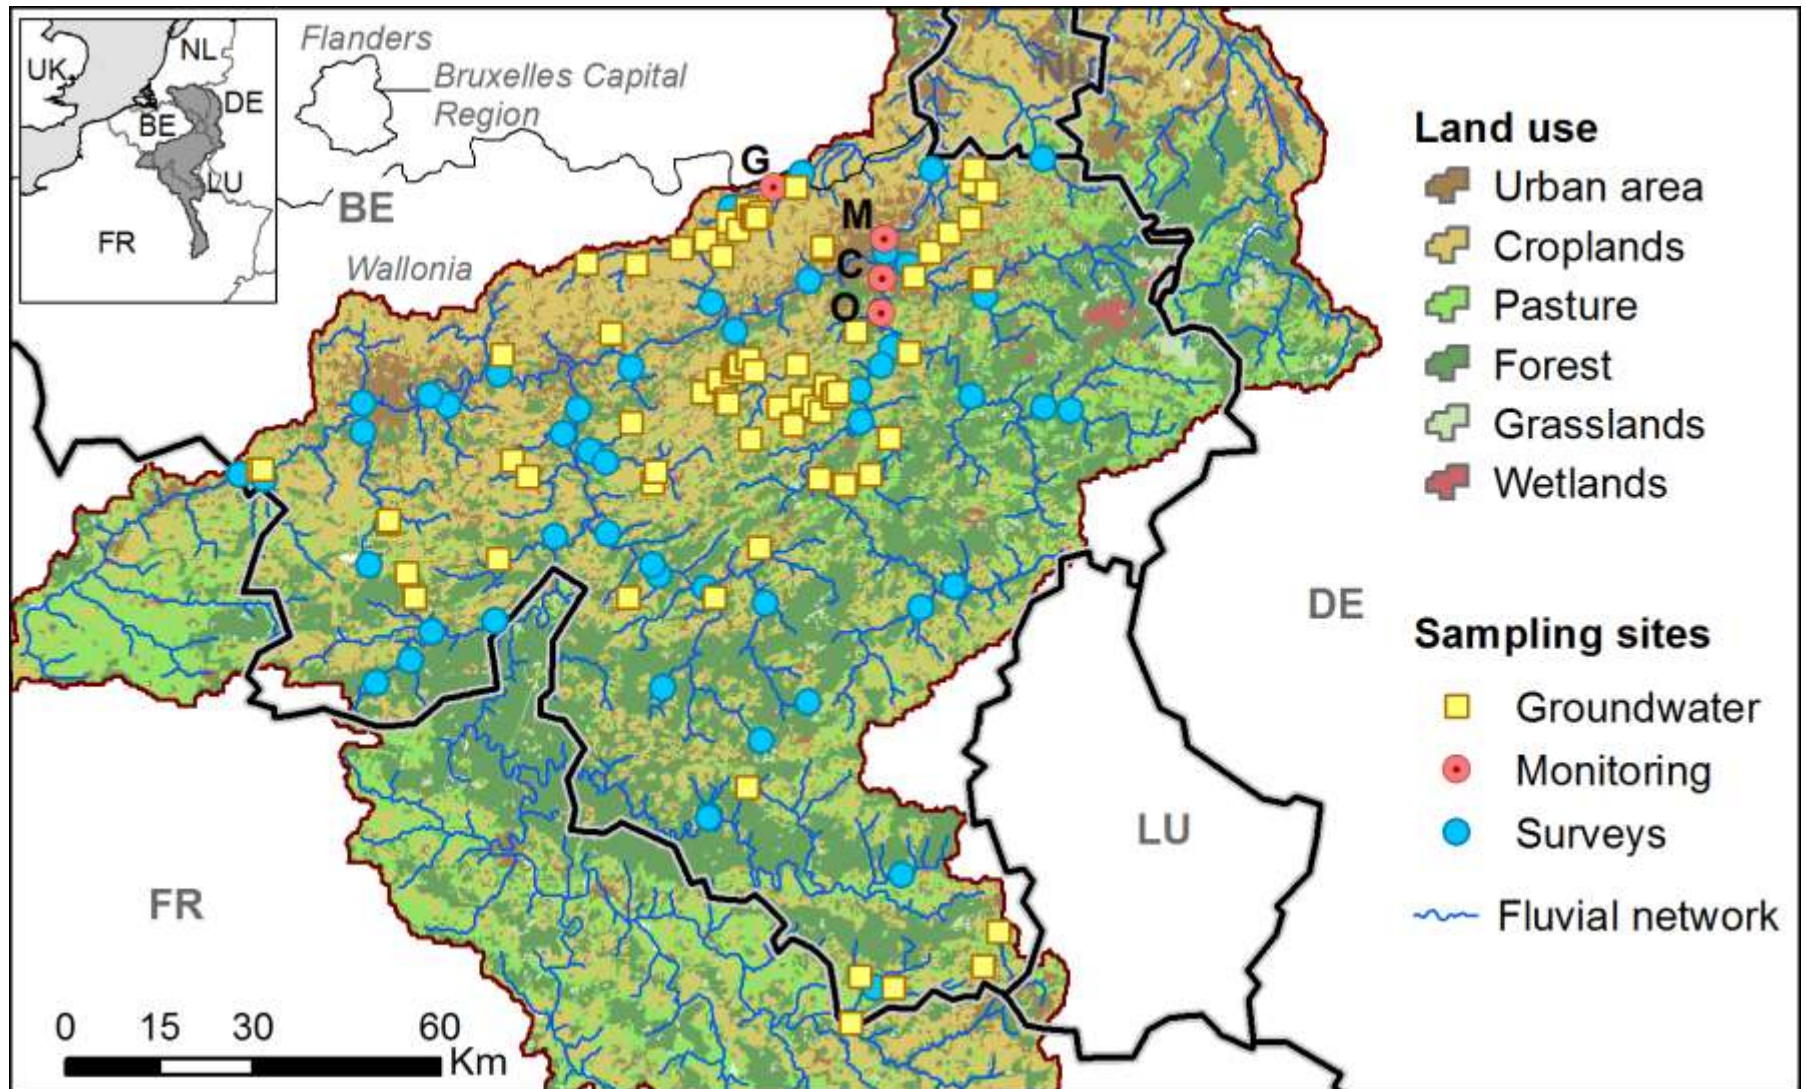 UK
NL
DE
BE
LU
FR
Flanders
Bruxelles Capital
Region
NL
G
BE
M
Wallonia
C
O
DE
LU
FR
0 15 30 60
Km
Land use
Urban area
Croplands
Pasture
Forest
Grasslands
Wetlands
Sampling sites
Groundwater
Monitoring
Surveys
Fluvial network